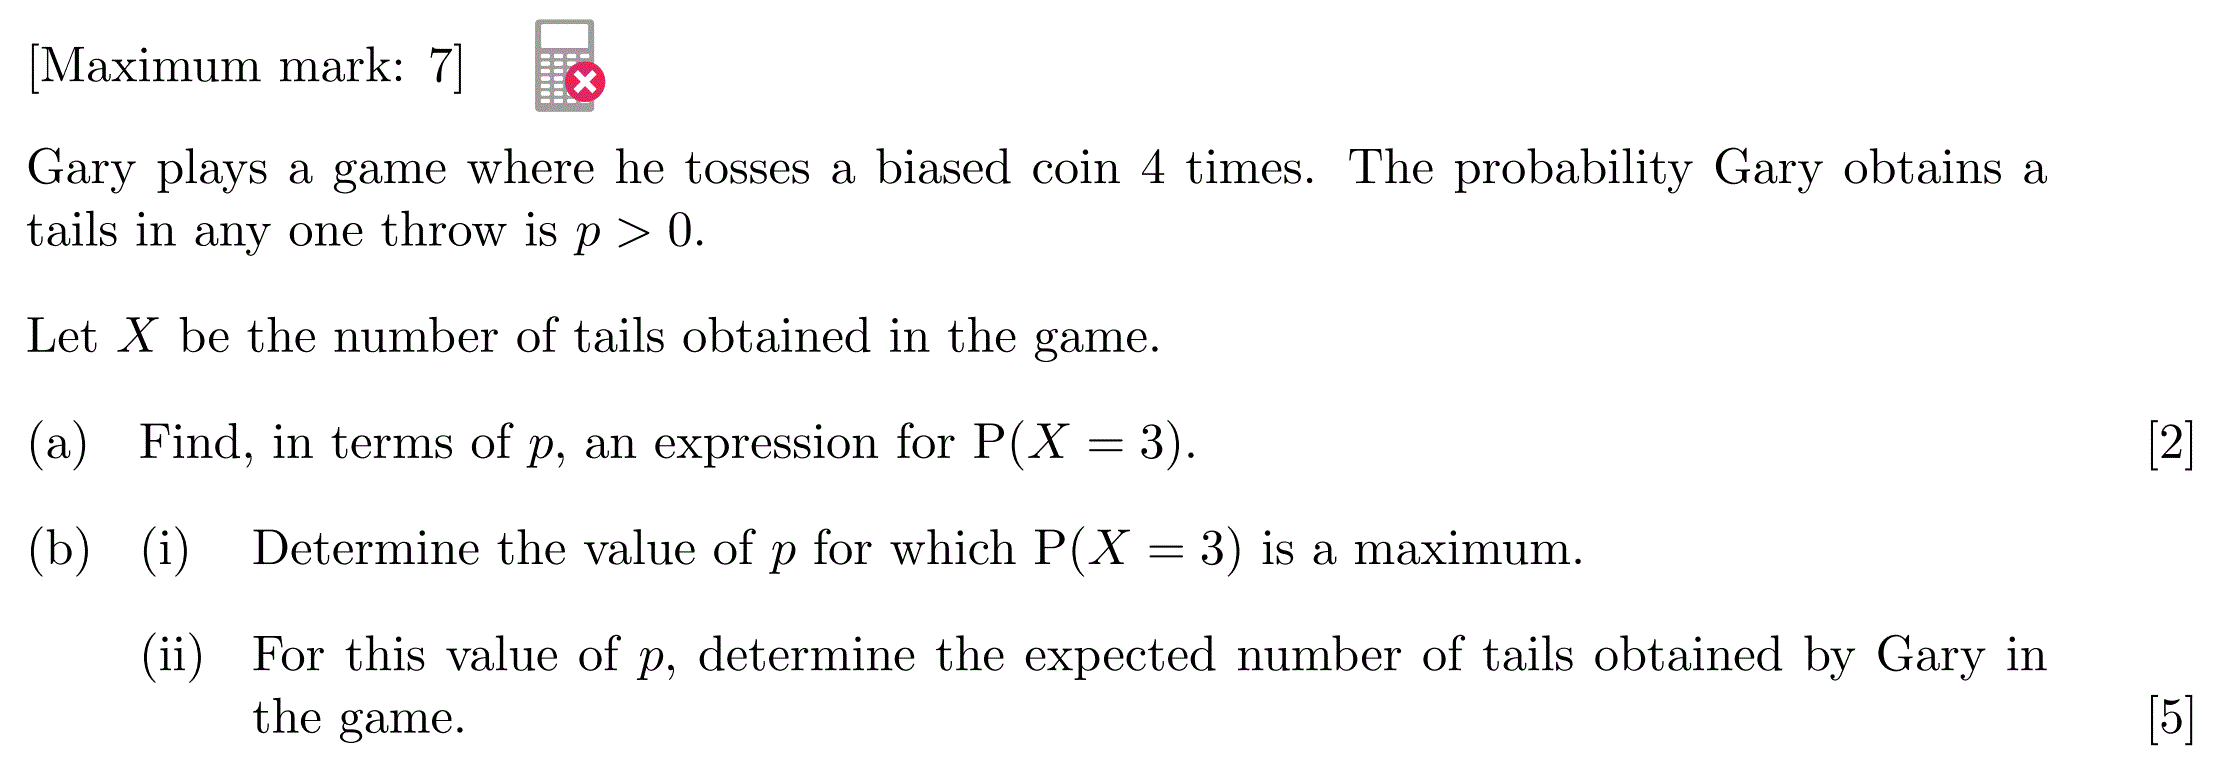 [Maximum mark: 7]
Gary plays a game where he tosses a biased coin 4 times. The probability Gary obtains a
tails in any one throw is p > 0.
Let X be the number of tails obtained in the game.
(a) Find, in terms of p, an expression for P(X = 3). [2]
(b) (i) Determine the value of p for which P(X = 3) is a maximum.
(ii) For this value of p, determine the expected number of tails obtained by Gary in
the game. [5]